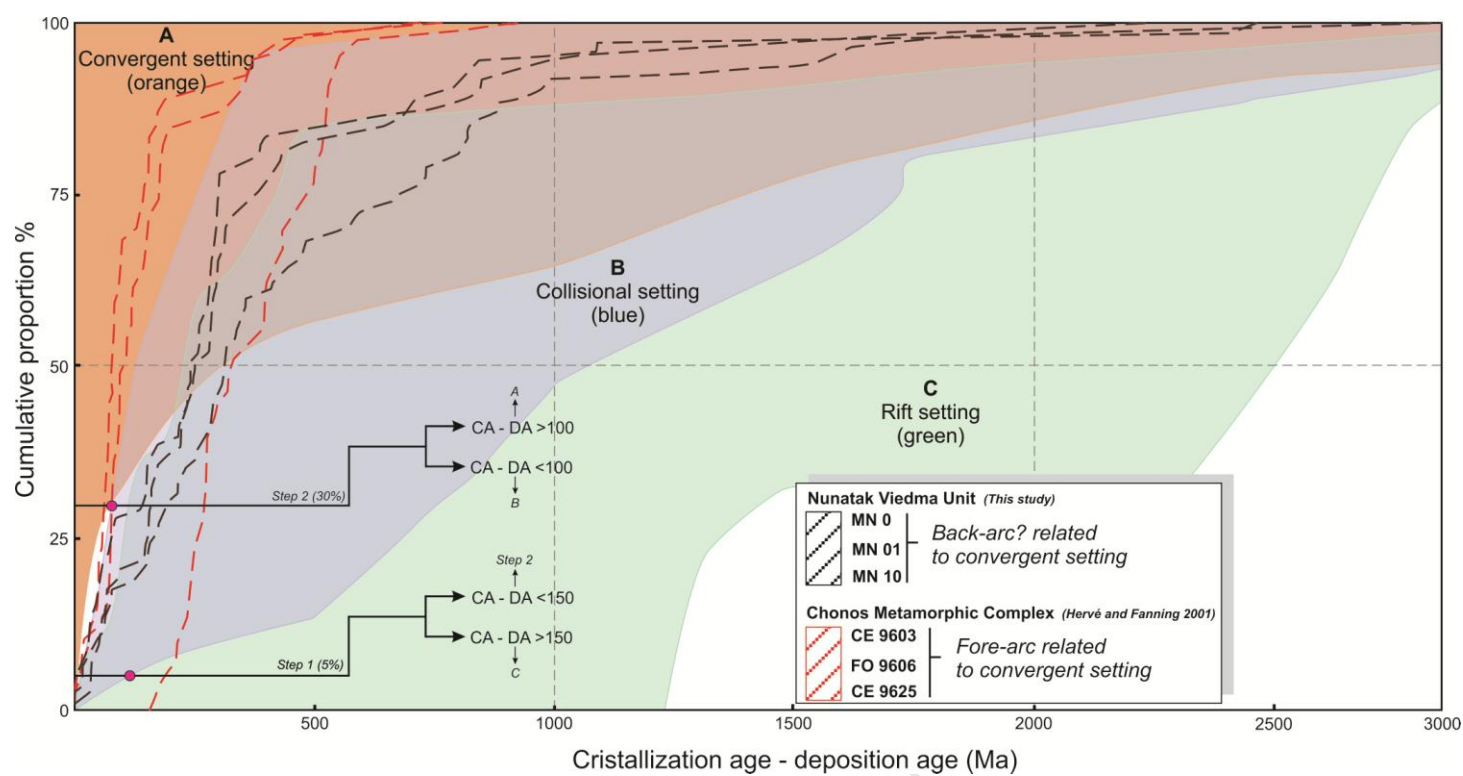 Cumulative proportion %
100
75
50
25
0
A
Convergent setting
(orange)
B
Collisional setting
(blue)
C
Rift setting
(green)
A
CA - DA >100
CA - DA <100
B
Step 2 (30%)
Step 2
CA - DA <150
CA - DA >150
C
Step 1 (5%)
Nunatak Viedma Unit (This study)
MN 0
MN 01
MN 10
Back-arc? related
to convergent setting
Chonos Metamorphic Complex (Hervé and Fanning 2001)
CE 9603
FO 9606
CE 9625
Fore-arc related
to convergent setting
500
1000
1500
2000
2500
3000
Cristallization age - deposition age (Ma)